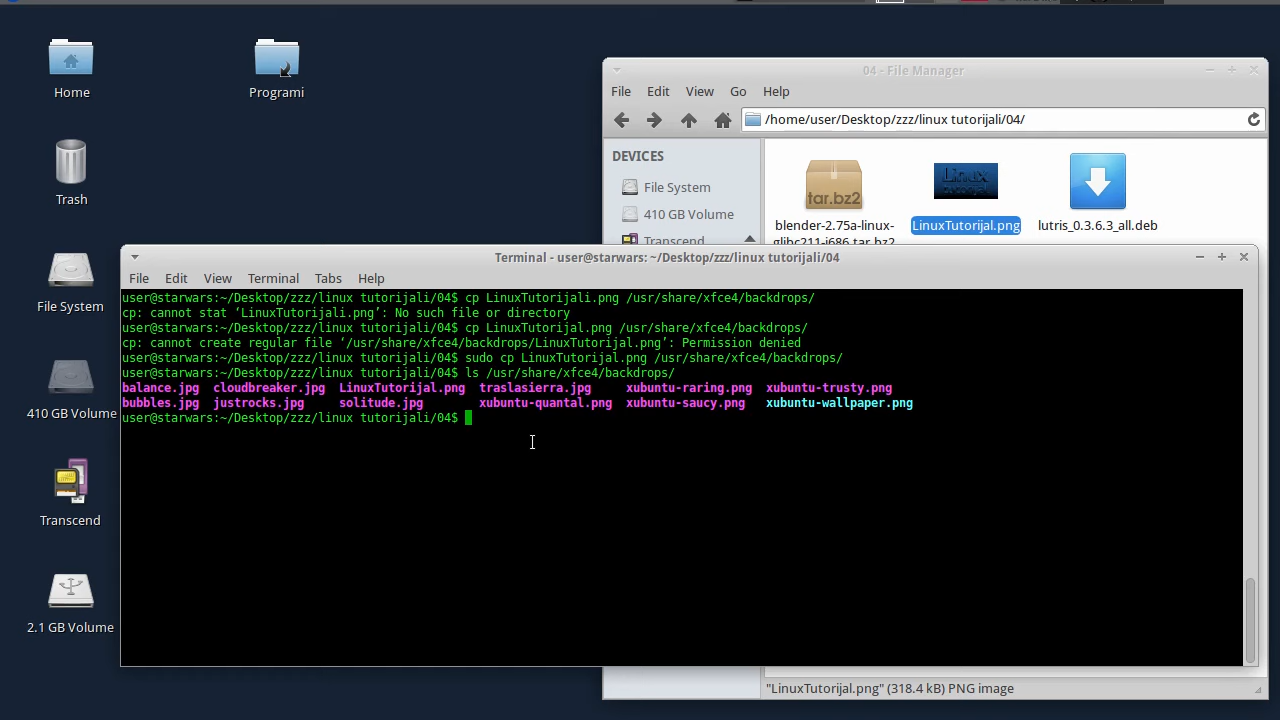 Home
Programi
Trash
File System
410 GB Volume
Transcend
2.1 GB Volume
04 - File Manager
File Edit View Go Help
/home/user/Desktop/zzz/linux tutorijali/04/
DEVICES
File System
410 GB Volume
Transcend
tar.bz2
blender-2.75a-linux-
glibc211-i686.tar.bz2
Linux
LinuxTutorijal.png
lutris_0.3.6.3_all.deb
Terminal - user@starwars: ~/Desktop/zzz/linux tutorijali/04
File Edit View Terminal Tabs Help
user@starwars:~/Desktop/zzz/linux tutorijali/04$ cp LinuxTutorijali.png /usr/share/xfce4/backdrops/
cp: cannot stat ‘LinuxTutorijali.png’: No such file or directory
user@starwars:~/Desktop/zzz/linux tutorijali/04$ cp LinuxTutorijal.png /usr/share/xfce4/backdrops/
cp: cannot create regular file ‘/usr/share/xfce4/backdrops/LinuxTutorijal.png’: Permission denied
user@starwars:~/Desktop/zzz/linux tutorijali/04$ sudo cp LinuxTutorijal.png /usr/share/xfce4/backdrops/
user@starwars:~/Desktop/zzz/linux tutorijali/04$ ls /usr/share/xfce4/backdrops/
balance.jpg cloudbreaker.jpg LinuxTutorijal.png traslasierra.jpg xubuntu-raring.png xubuntu-trusty.png
bubbles.jpg justrocks.jpg solitude.jpg xubuntu-quantal.png xubuntu-saucy.png xubuntu-wallpaper.png
user@starwars:~/Desktop/zzz/linux tutorijali/04$
"LinuxTutorijal.png" (318.4 kB) PNG image